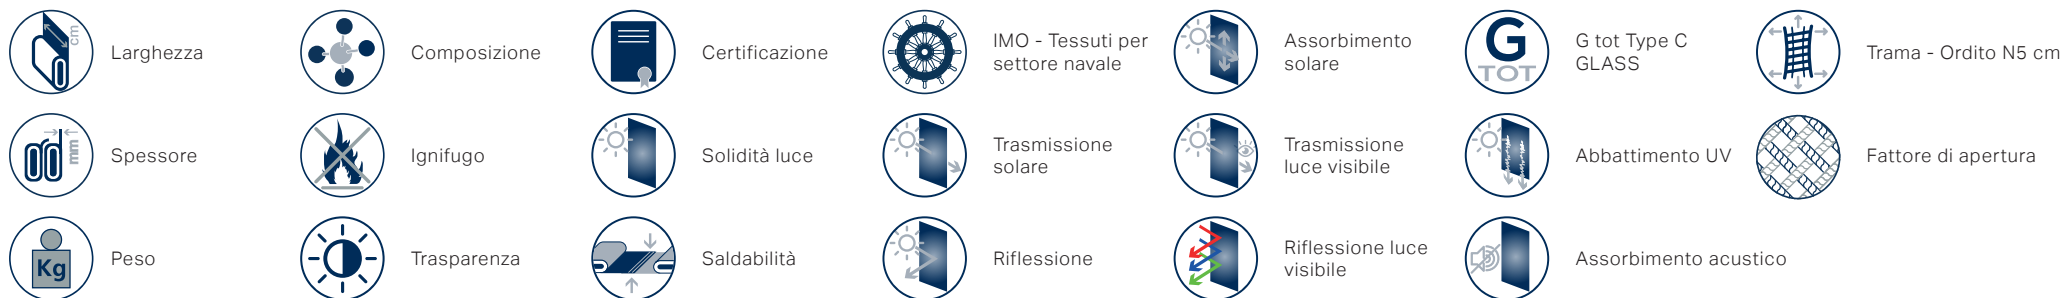 cm
Larghezza
Composizione
Certificazione
IMO - Tessuti per
settore navale
Assorbimento
solare
G
TOT
G tot Type C
GLASS
Trama - Ordito N5 cm
mm
Spessore
Ignifugo
Solidità luce
Trasmissione
solare
Trasmissione
luce visibile
Abbattimento UV
Fattore di apertura
Kg
Peso
Trasparenza
Saldabilità
Riflessione
Riflessione luce
visibile
Assorbimento acustico